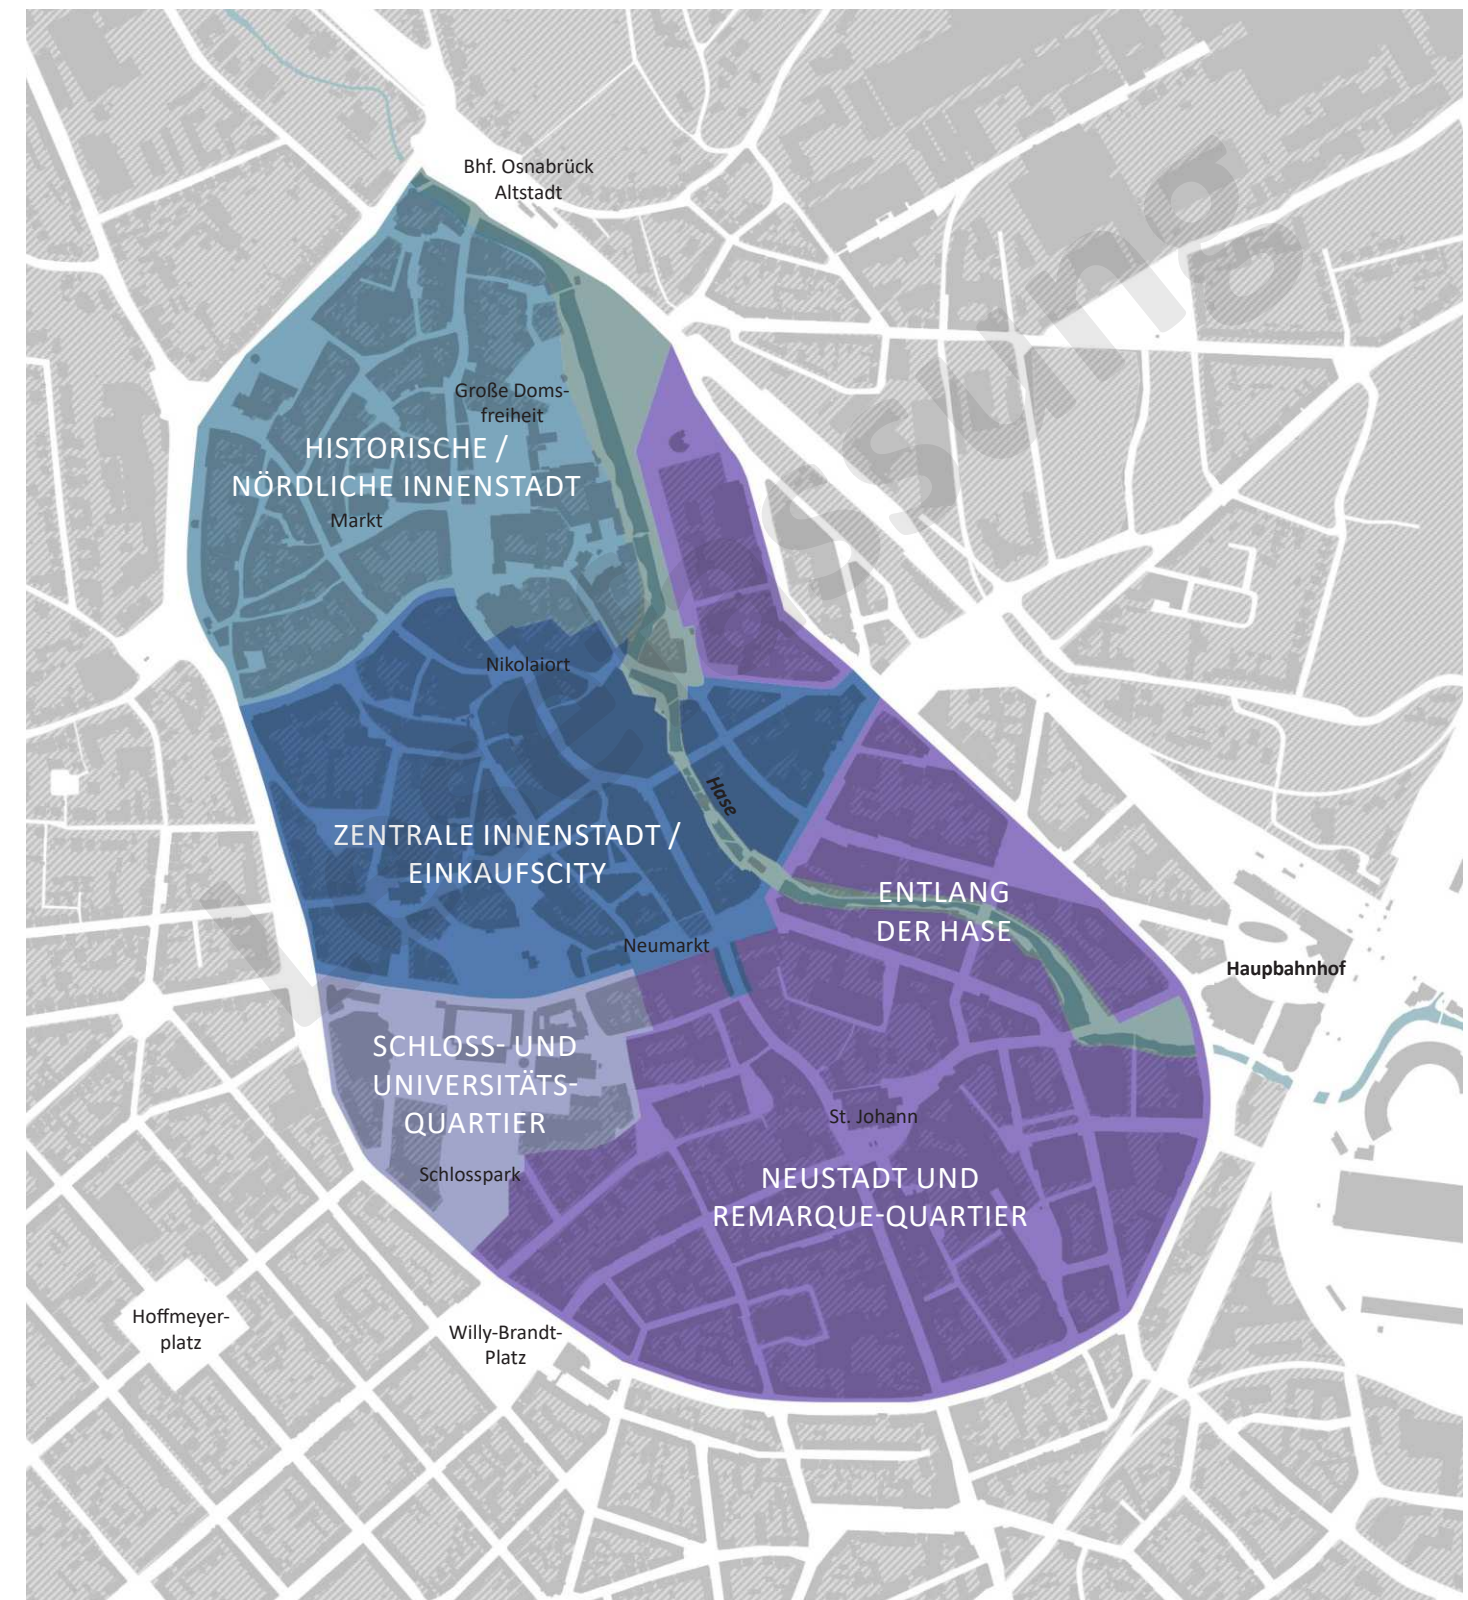 Bhf. Osnabrück
Altstadt
Große Doms-
freiheit
HISTORISCHE /
NÖRDLICHE INNENSTADT
Markt
Nikolaiort
Hase
ZENTRALE INNENSTADT /
EINKAUFSCITY
ENTLANG
DER HASE
Neumarkt
Haupbahnhof
SCHLOSS- UND
UNIVERSITÄTS-
QUARTIER
St. Johann
Schlosspark
NEUSTADT UND
REMARQUE-QUARTIER
Hoffmeyer-
platz
Willy-Brandt-
Platz